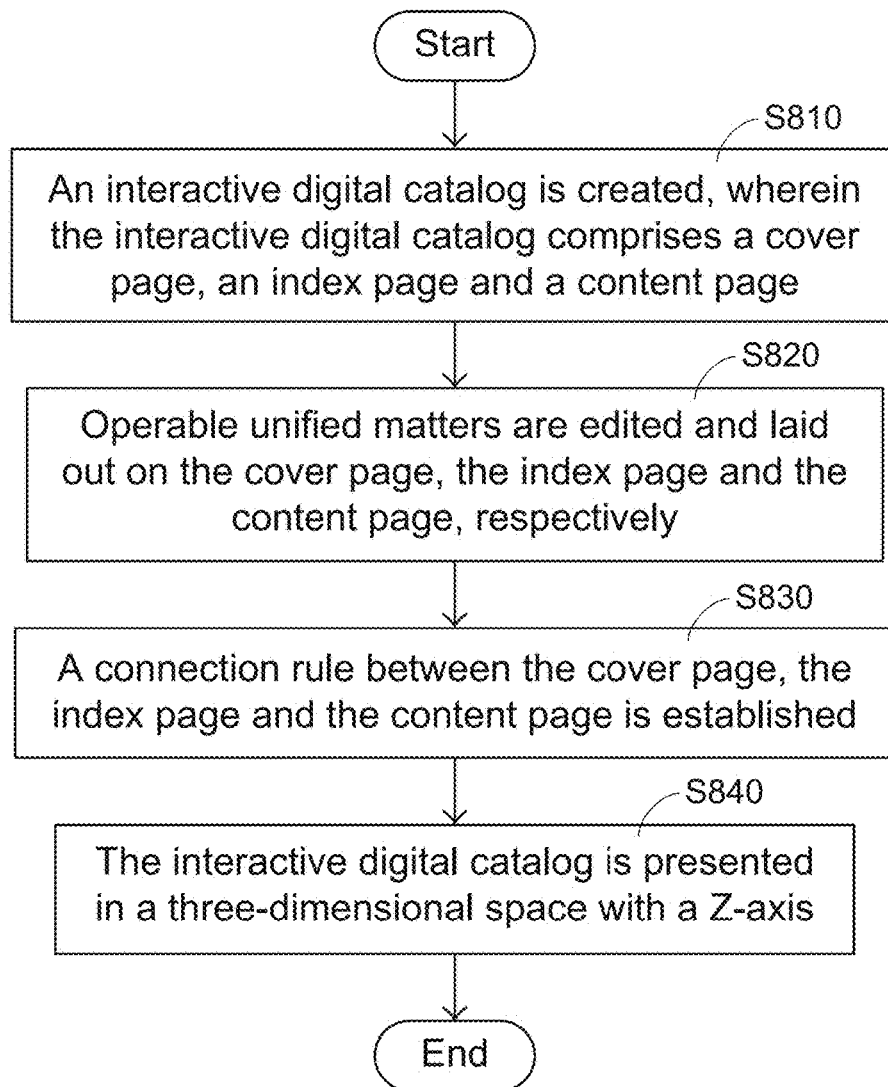 Start
S810
An interactive digital catalog is created, wherein
the interactive digital catalog comprises a cover
page, an index page and a content page
S820
Operable unified matters are edited and laid
out on the cover page, the index page and the
content page, respectively
S830
A connection rule between the cover page, the
index page and the content page is established
S840
The interactive digital catalog is presented
in a three-dimensional space with a Z-axis
End